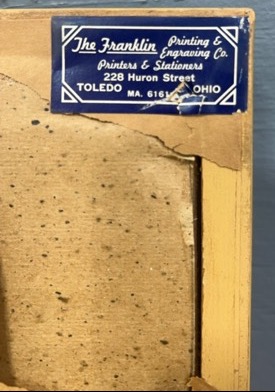 The Franklin Printing &
Engraving Co.
Printers & Stationers
228 Huron Street
TOLEDO OHIO
MA. 6161